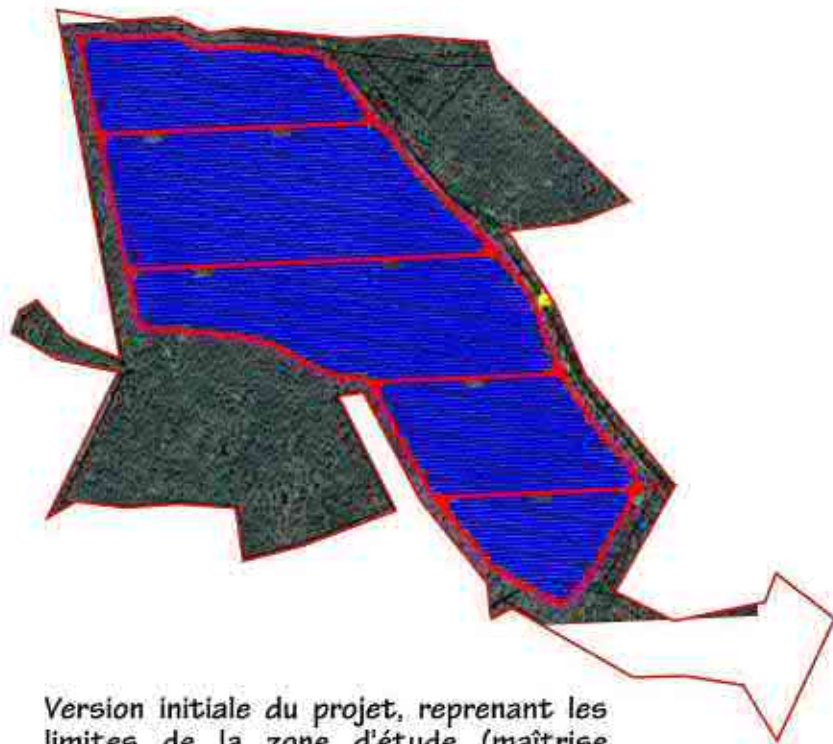 Version initiale du projet, reprenant les
limites de la zone d'étude (maîtrise